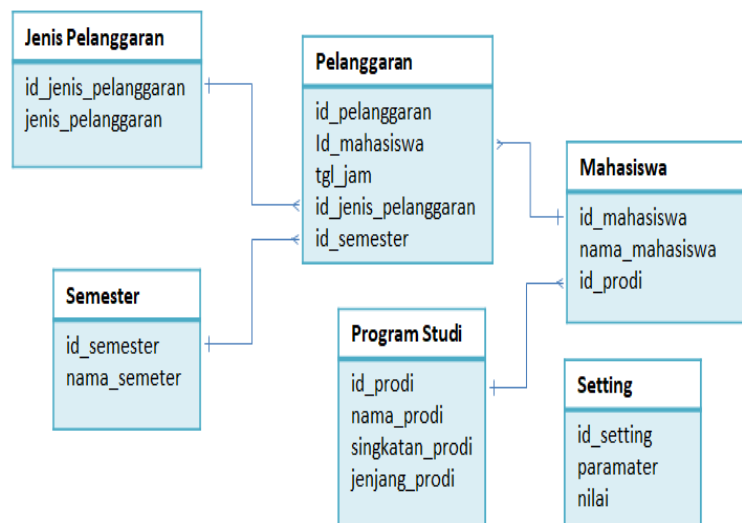 Jenis Pelanggaran
id_jenis_pelanggaran
jenis_pelanggaran
Pelanggaran
id_pelanggaran
Id_mahasiswa
tgl_jam
id_jenis_pelanggaran
id_semester
Mahasiswa
id_mahasiswa
nama_mahasiswa
id_prodi
Semester
id_semester
nama_semeter
Program Studi
id_prodi
nama_prodi
singkatan_prodi
jenjang_prodi
Setting
id_setting
paramater
nilai